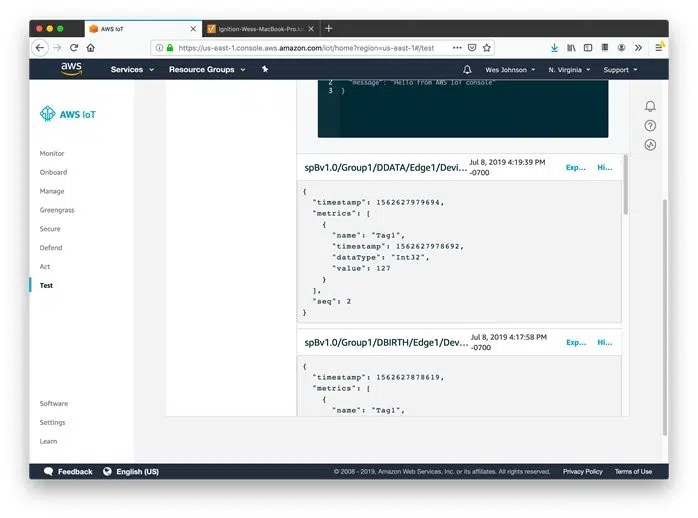 AWS IoT
Ignition-Wess-MacBook-Pro.loc
https://us-east-1.console.aws.amazon.com/iot/home?region=us-east-1#/test
aws
Services
Resource Groups
Wes Johnson
N. Virginia
Support
AWS IoT
Monitor
Onboard
Manage
Greengrass
Secure
Defend
Act
Test
Software
Settings
Learn
2 "message": "Hello from AWS IoT console"
3 }
spBv1.0/Group1/DDATA/Edge1/Devi...
Jul 8, 2019 4:19:39 PM
-0700
Exp...
Hi...
{
"timestamp": 1562627979694,
"metrics": [
{
"name": "Tag1",
"timestamp": 1562627978692,
"dataType": "Int32",
"value": 127
}
],
"seq": 2
}
spBv1.0/Group1/DBIRTH/Edge1/Dev...
Jul 8, 2019 4:17:58 PM
-0700
Exp...
Hi...
{
"timestamp": 1562627878619,
"metrics": [
{
"name": "Tag1",
Feedback
English (US)
© 2008 - 2019, Amazon Web Services, Inc. or its affiliates. All rights reserved.
Privacy Policy
Terms of Use